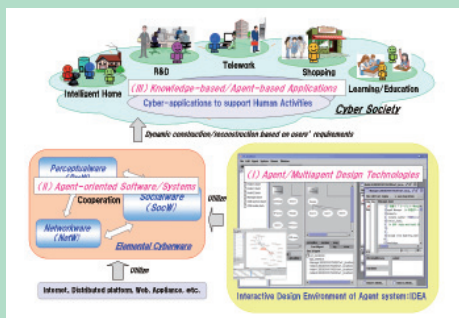 R&D
Telework
Shopping
Intelligent Home
Learning/Education
(III) Knowledge-based/Agent-based Applications
Cyber-applications to support Human Activities
Cyber Society
Dynamic construction/reconstruction based on users' requirements
Perceptualware
(II) Agent-oriented Software/Systems
Cooperation
Socialware
(SocW)
Networkware
(NetW)
Elemental Cyberware
Utilize
(I) Agent/Multiagent Design Technologies
Utilize
Internet, Distributed platform, Web, Appliance, etc.
Interactive Design Environment of Agent system:IDEA